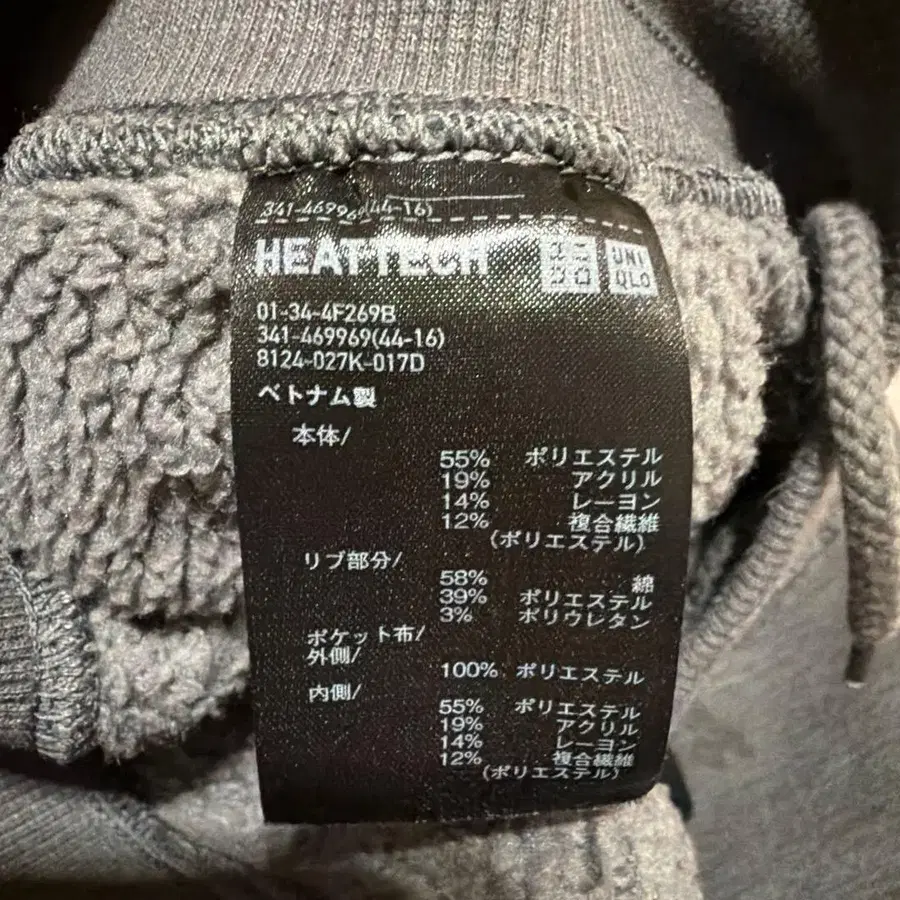 341-469969(44-16)
HEATTECH
UNI
QLO
01-34-4F269B
341-469969(44-16)
8124-027K-017D
ベトナム製
本体/
55% ポリエステル
19% アクリル
14% レーヨン
12% 複合繊維
(ポリエステル)
リブ部分/
58% 綿
39% ポリエステル
3% ポリウレタン
ポケット布/
外側/
100% ポリエステル
内側/
55% ポリエステル
19% アクリル
14% レーヨン
12% 複合繊維
(ポリエステル)